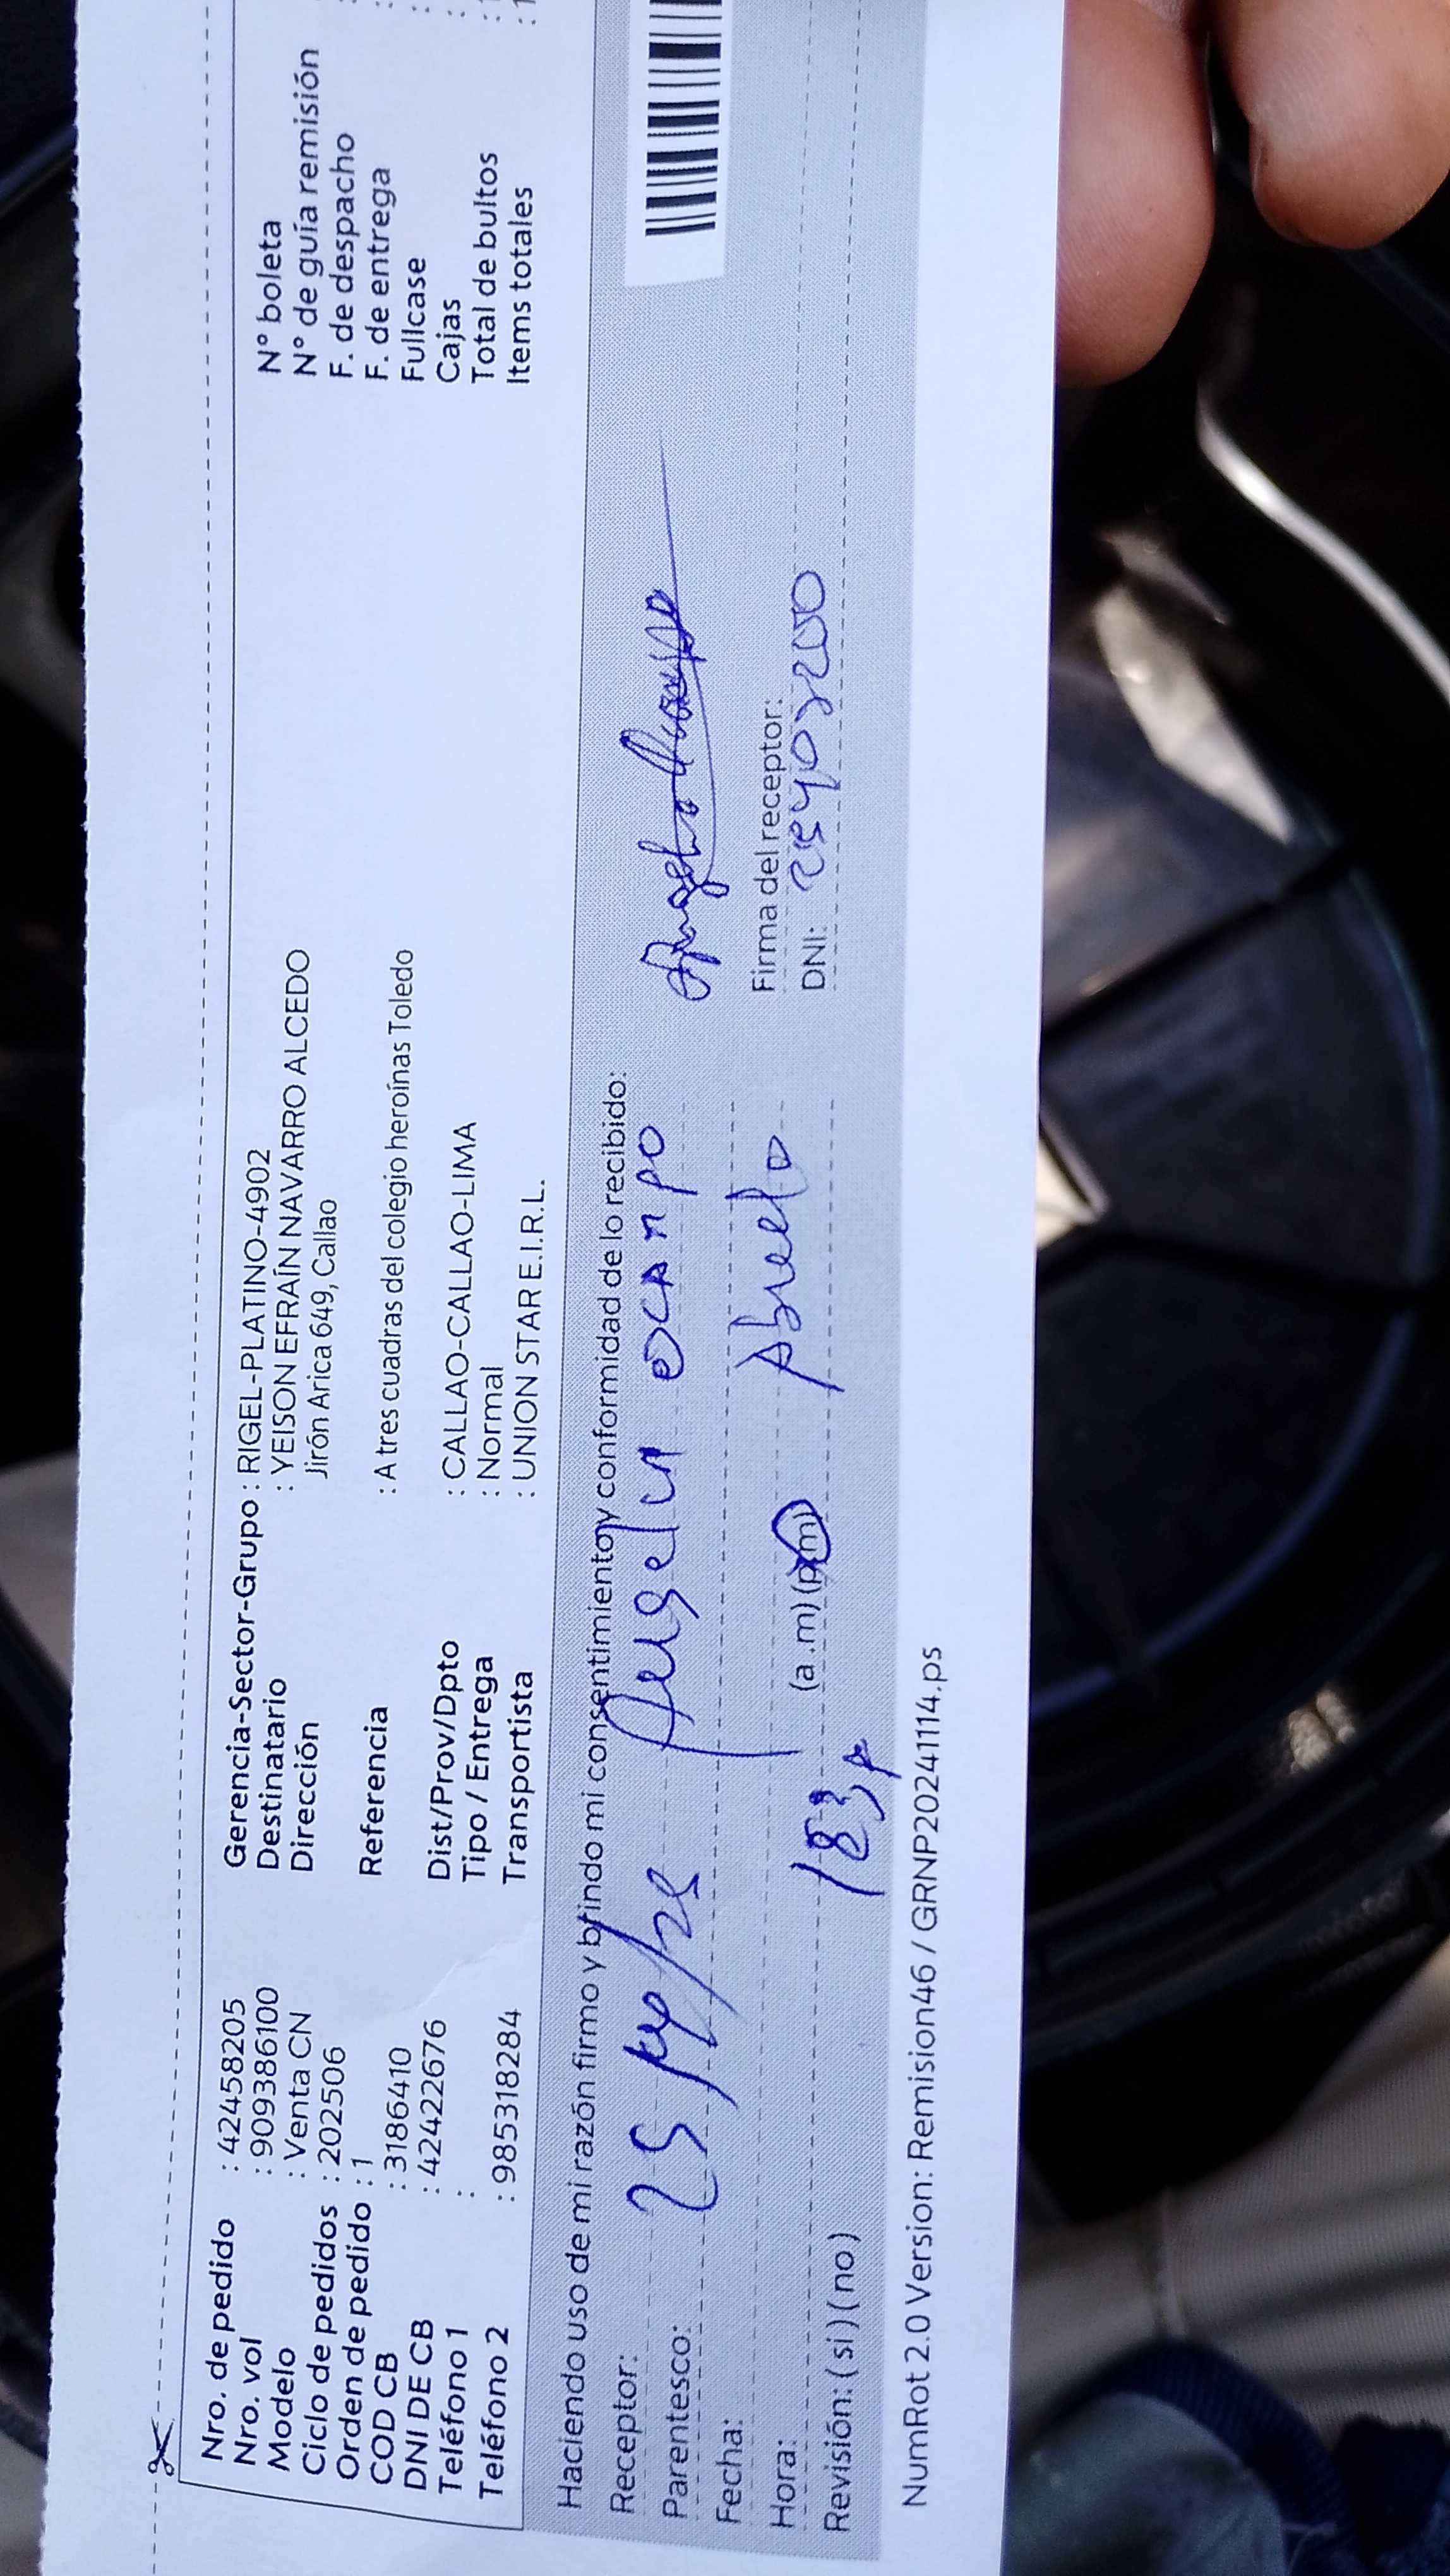 Nro. de pedido : 42458205
Nro. vol : 909386100
Modelo : Venta CN
Ciclo de pedidos : 202506
Orden de pedido : 1
COD CB : 3186410
DNI DE CB : 42422676
Teléfono 1 :
Teléfono 2 : 985318284
Gerencia-Sector-Grupo : RIGEL-PLATINO-4902
Destinatario : YEISON EFRAÍN NAVARRO ALCEDO
Dirección Jirón Arica 649, Callao
Referencia : A tres cuadras del colegio heroínas Toledo
Dist/Prov/Dpto : CALLAO-CALLAO-LIMA
Tipo / Entrega : Normal
Transportista : UNION STAR E.I.R.L.
N° boleta
N° de guía remisión
F. de despacho :
F. de entrega :
Fullcase :
Cajas :
Total de bultos :
Items totales :
Haciendo uso de mi razón firmo y brindo mi consentimiento y conformidad de lo recibido:
Receptor: ocampo
Parentesco: Abuelo
Fecha: 25
Hora: (a .m) (p.m)
Revisión: ( si ) ( no )
Firma del receptor:
DNI:
NumRot 2.0 Version: Remision46 / GRNP20241114.ps